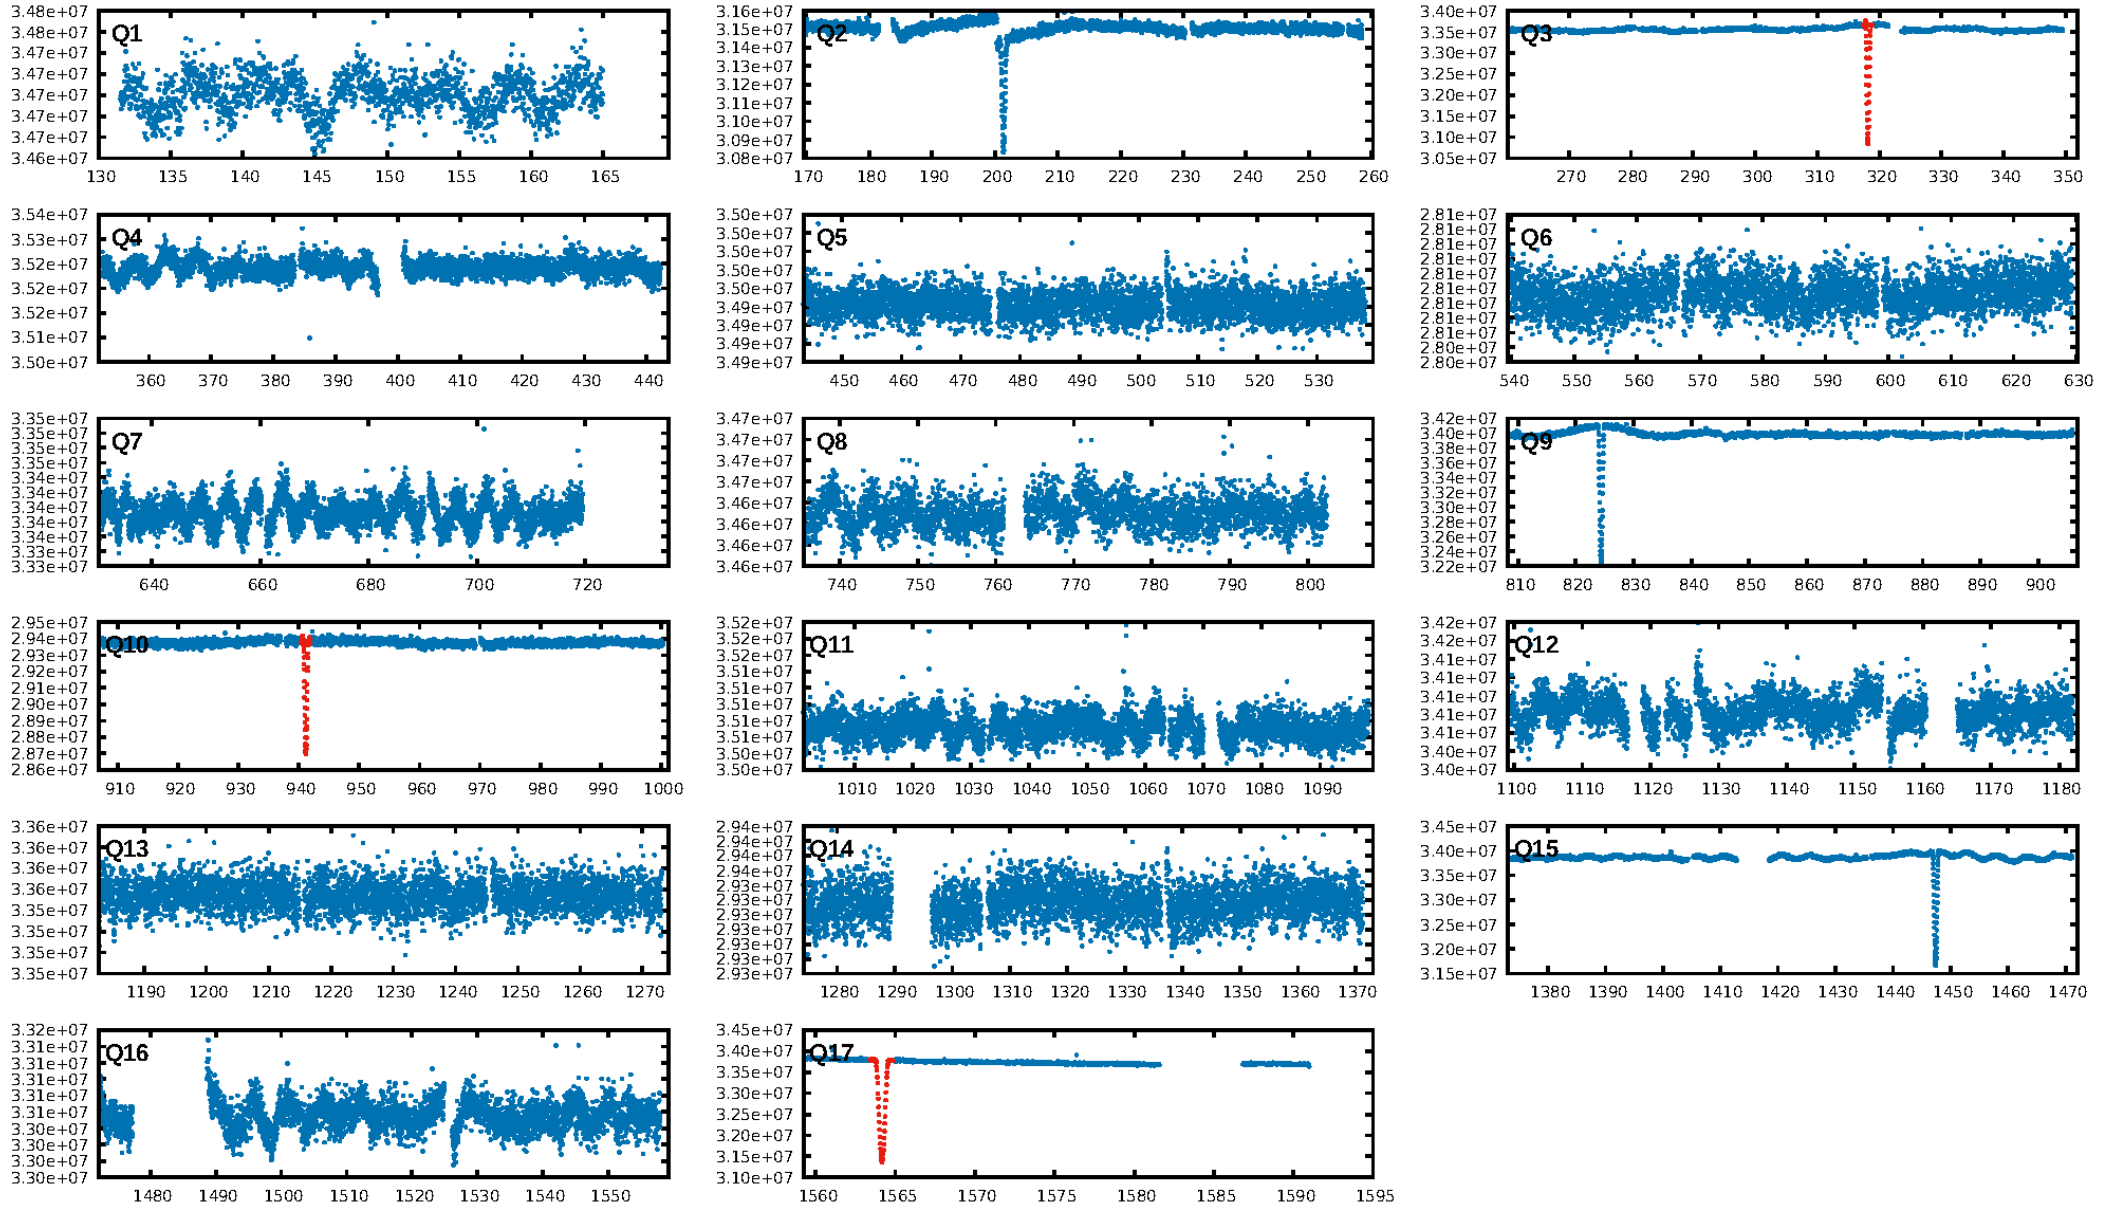 3.48e+07
3.48e+07
3.47e+07
3.47e+07
3.47e+07
3.47e+07
3.47e+07
3.46e+07
Q1
130 135 140 145 150 155 160 165
3.16e+07
3.15e+07
3.14e+07
3.13e+07
3.12e+07
3.11e+07
3.10e+07
3.09e+07
3.08e+07
Q2
170 180 190 200 210 220 230 240 250 260
3.40e+07
3.35e+07
3.30e+07
3.25e+07
3.20e+07
3.15e+07
3.10e+07
3.05e+07
Q3
270 280 290 300 310 320 330 340 350
3.54e+07
3.53e+07
3.52e+07
3.52e+07
3.52e+07
3.51e+07
3.50e+07
Q4
360 370 380 390 400 410 420 430 440
3.50e+07
3.50e+07
3.50e+07
3.50e+07
3.50e+07
3.49e+07
3.49e+07
3.49e+07
3.49e+07
Q5
450 460 470 480 490 500 510 520 530
2.81e+07
2.81e+07
2.81e+07
2.81e+07
2.81e+07
2.81e+07
2.81e+07
2.81e+07
2.81e+07
2.80e+07
2.80e+07
Q6
540 550 560 570 580 590 600 610 620 630
3.35e+07
3.35e+07
3.35e+07
3.35e+07
3.34e+07
3.34e+07
3.34e+07
3.34e+07
3.34e+07
3.33e+07
3.33e+07
Q7
640 660 680 700 720
3.47e+07
3.47e+07
3.47e+07
3.47e+07
3.46e+07
3.46e+07
3.46e+07
3.46e+07
Q8
740 750 760 770 780 790 800
3.42e+07
3.40e+07
3.38e+07
3.36e+07
3.34e+07
3.32e+07
3.30e+07
3.28e+07
3.26e+07
3.24e+07
3.22e+07
Q9
810 820 830 840 850 860 870 880 890 900
2.95e+07
2.94e+07
2.93e+07
2.92e+07
2.91e+07
2.90e+07
2.89e+07
2.88e+07
2.87e+07
2.86e+07
Q10
910 920 930 940 950 960 970 980 990 1000
3.52e+07
3.52e+07
3.52e+07
3.51e+07
3.51e+07
3.51e+07
3.51e+07
3.51e+07
3.50e+07
3.50e+07
Q11
1010 1020 1030 1040 1050 1060 1070 1080 1090
3.42e+07
3.42e+07
3.41e+07
3.41e+07
3.41e+07
3.41e+07
3.41e+07
3.40e+07
3.40e+07
Q12
1100 1110 1120 1130 1140 1150 1160 1170 1180
3.36e+07
3.36e+07
3.36e+07
3.36e+07
3.35e+07
3.35e+07
3.35e+07
3.35e+07
Q13
1190 1200 1210 1220 1230 1240 1250 1260 1270
2.94e+07
2.94e+07
2.94e+07
2.94e+07
2.93e+07
2.93e+07
2.93e+07
2.93e+07
2.93e+07
2.93e+07
2.93e+07
Q14
1280 1290 1300 1310 1320 1330 1340 1350 1360 1370
3.45e+07
3.40e+07
3.35e+07
3.30e+07
3.25e+07
3.20e+07
3.15e+07
Q15
1380 1390 1400 1410 1420 1430 1440 1450 1460 1470
3.32e+07
3.31e+07
3.31e+07
3.31e+07
3.31e+07
3.31e+07
3.30e+07
3.30e+07
3.30e+07
3.30e+07
Q16
1480 1490 1500 1510 1520 1530 1540 1550
3.45e+07
3.40e+07
3.35e+07
3.30e+07
3.25e+07
3.20e+07
3.15e+07
3.10e+07
Q17
1560 1565 1570 1575 1580 1585 1590 1595